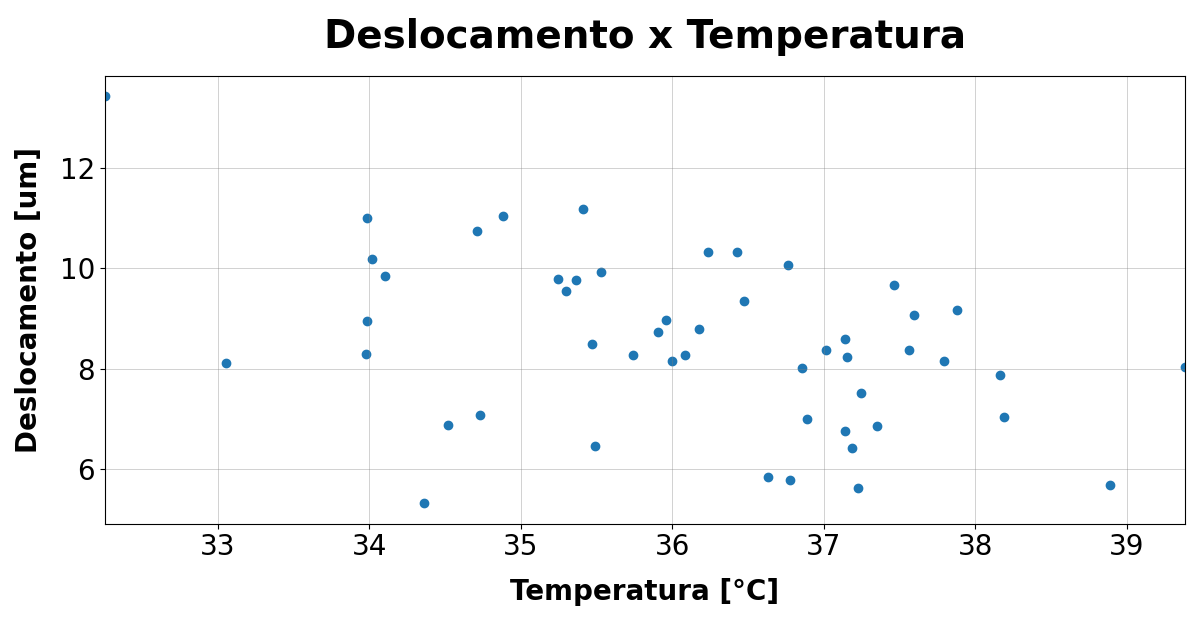 Deslocamento x Temperatura
Deslocamento [um]
12
10
8
6
33 34 35 36 37 38 39
Temperatura [°C]